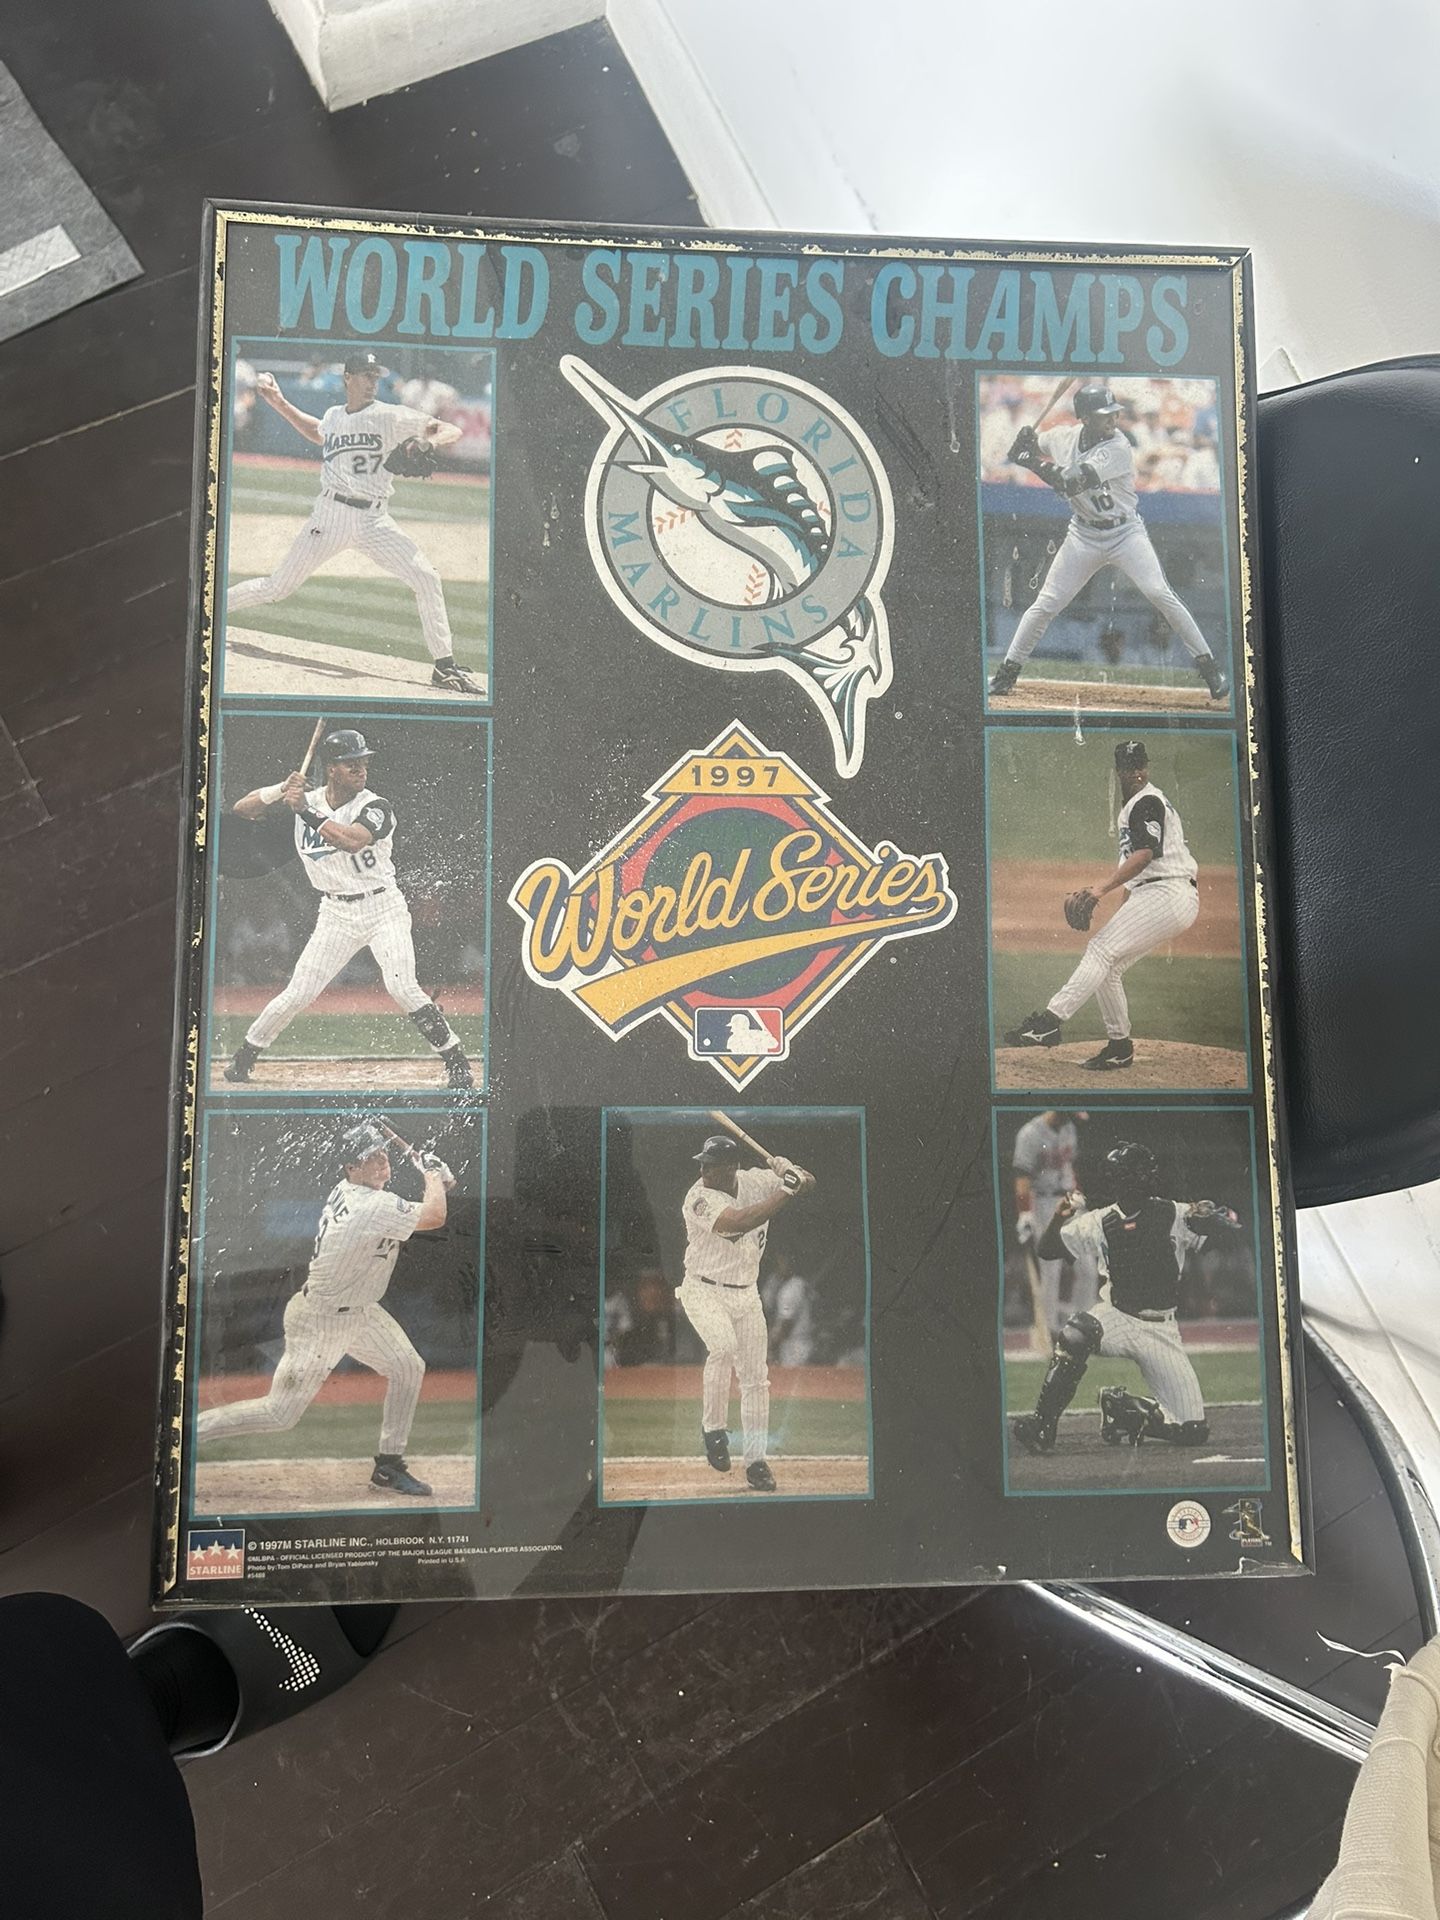 WORLD SERIES CHAMPS
FLORIDA
MARLINS
MARLINS
27
10
18
1997
World Series
STARLINE
© 1997M STARLINE INC., HOLBROOK N.Y. 11741
©MLBPA - OFFICIAL LICENSED PRODUCT OF THE MAJOR LEAGUE BASEBALL PLAYERS ASSOCIATION.
Photo by:Tom DiPace and Bryan Yablonsky Printed in U.S.A
#5488